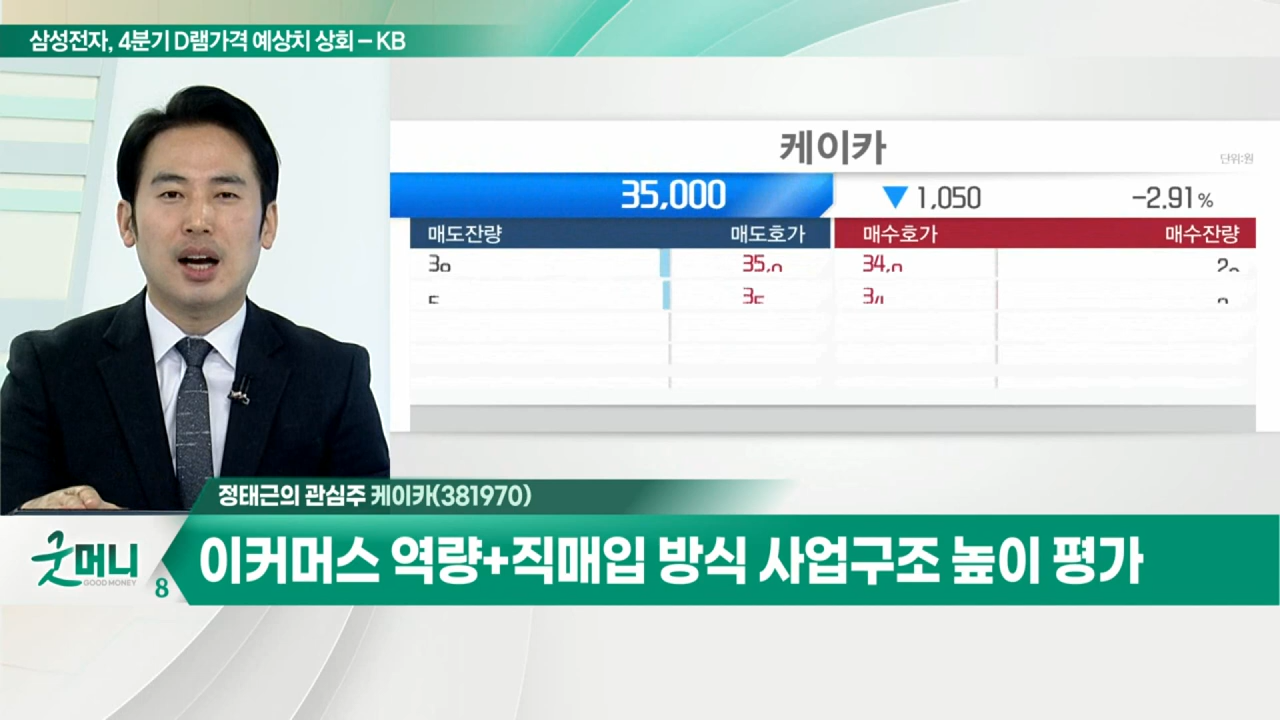 삼성전자, 4분기 D램가격 예상치 상회 – KB
케이카
단위:원
35,000 ▼ 1,050 -2.91 %
매도잔량 매도호가 매수호가 매수잔량
정태근의 관심주 케이카(381970)
이커머스 역량+직매입 방식 사업구조 높이 평가
굿머니
GOOD MONEY
8